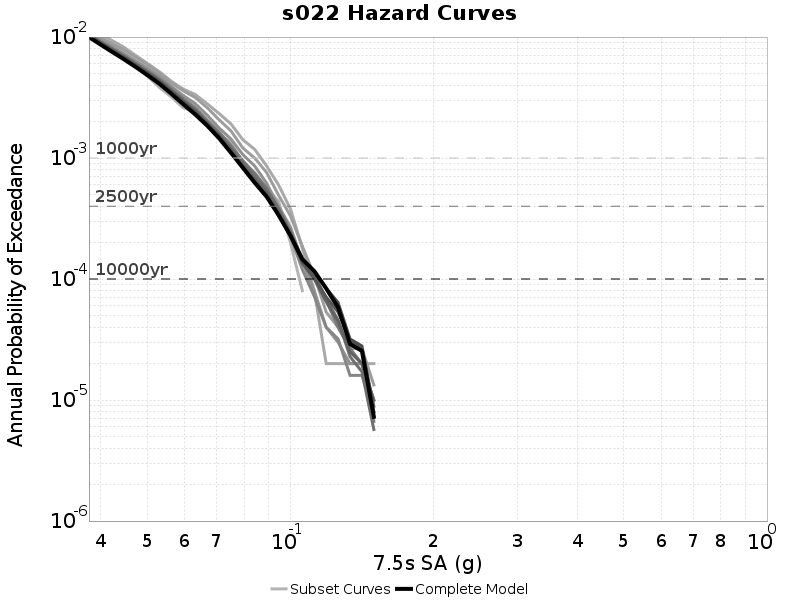 s022 Hazard Curves
Annual Probability of Exceedance
10-2
10-3
10-4
10-5
10-6
1000yr
2500yr
10000yr
4 5 6 7 10-1 2 3 4 5 6 7 8 100
7.5s SA (g)
Subset Curves Complete Model